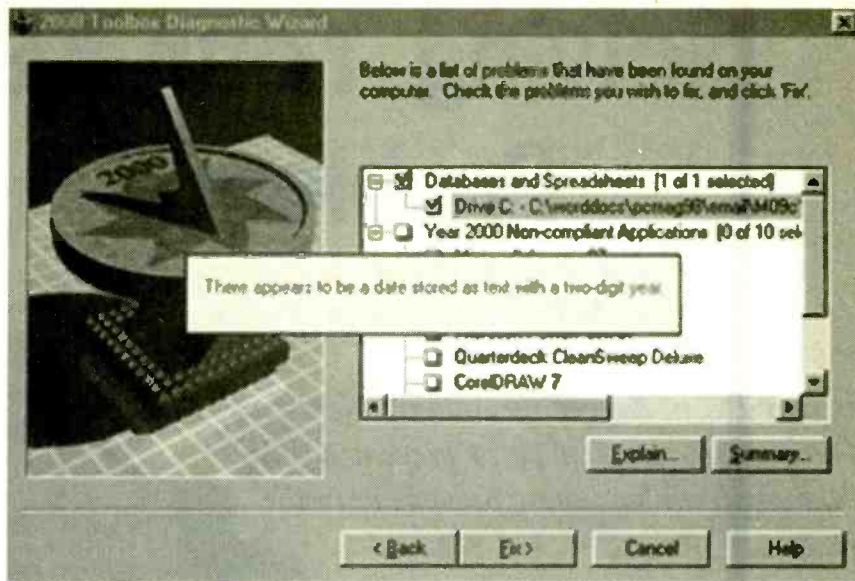 2000 Toolbox Diagnostic Wizard
Below is a list of problems that have been found on your
computer. Check the problems you wish to fix, and click 'Fix'.
2000
Databases and Spreadsheets [1 of 1 selected]
Drive C: - C:\worddocs\pcmag98\email\M09c
Year 2000 Non-compliant Applications [0 of 10 sele
There appears to be a date stored as text with a two-digit year
Quarterdeck CleanSweep Deluxe
CorelDRAW 7
Explain...
Summary...
< Back
Fix >
Cancel
Help